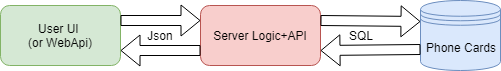 User UI
(or WebApi)
Json
Server Logic+API
SQL
Phone Cards